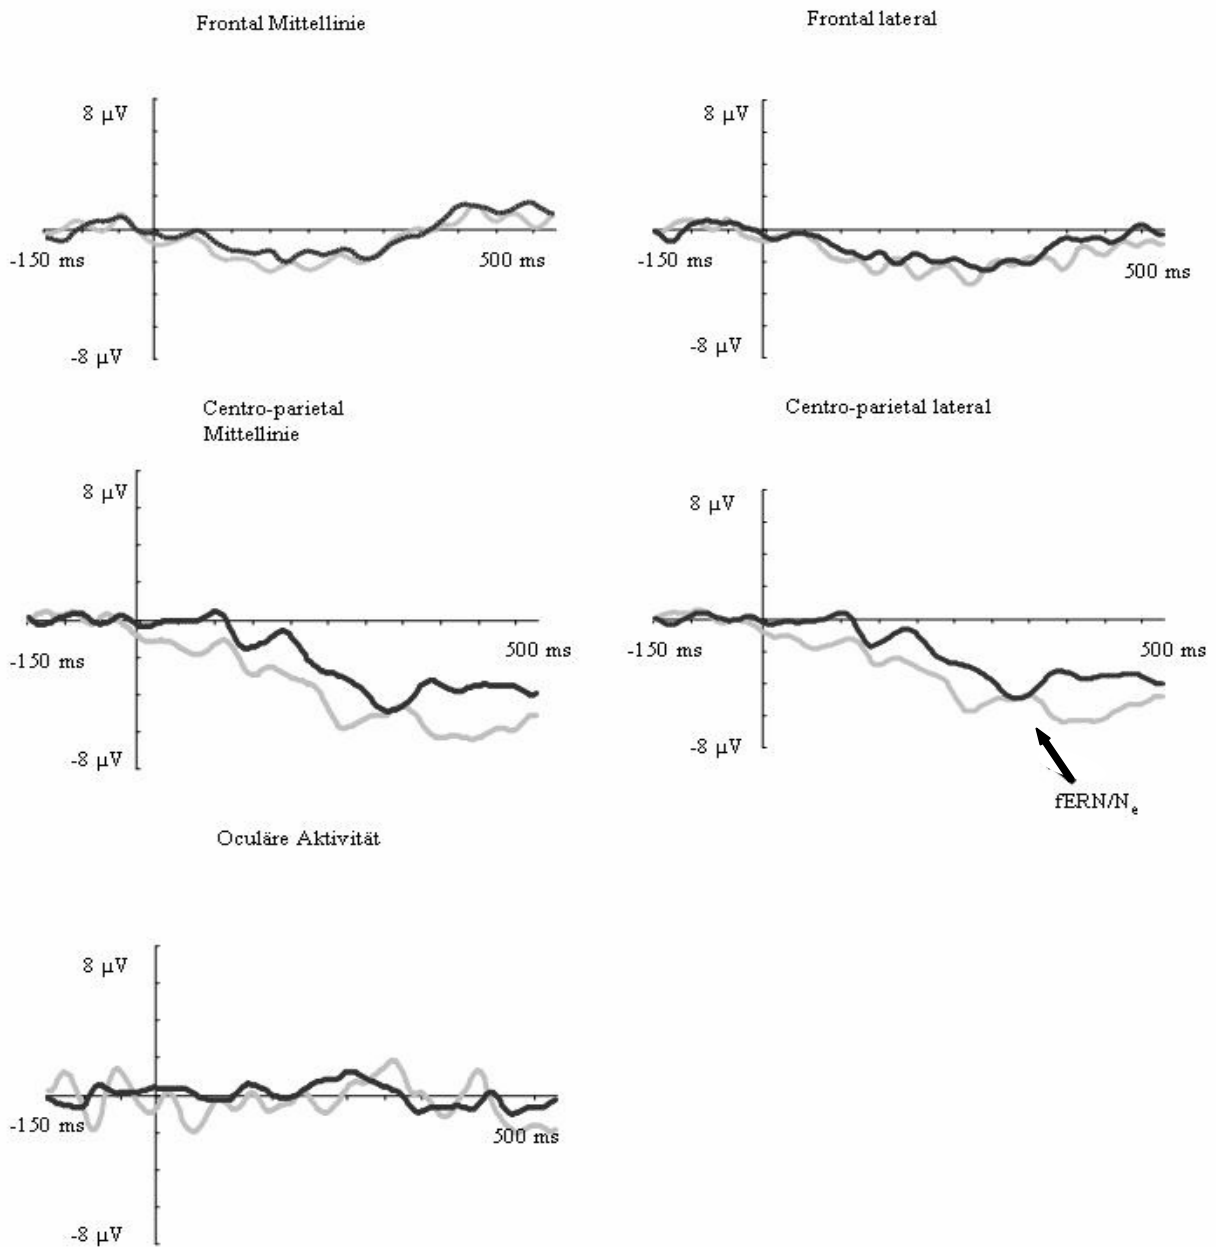 Frontal Mittellinie
Frontal lateral
8 μV
8 μV
-150 ms
500 ms
-150 ms
500 ms
-8 μV
-8 μV
Centro-parietal
Mittellinie
Centro-parietal lateral
8 μV
8 μV
-150 ms
500 ms
-150 ms
500 ms
-8 μV
-8 μV
fERN/Ne
Oculäre Aktivität
8 μV
-150 ms
500 ms
-8 μV